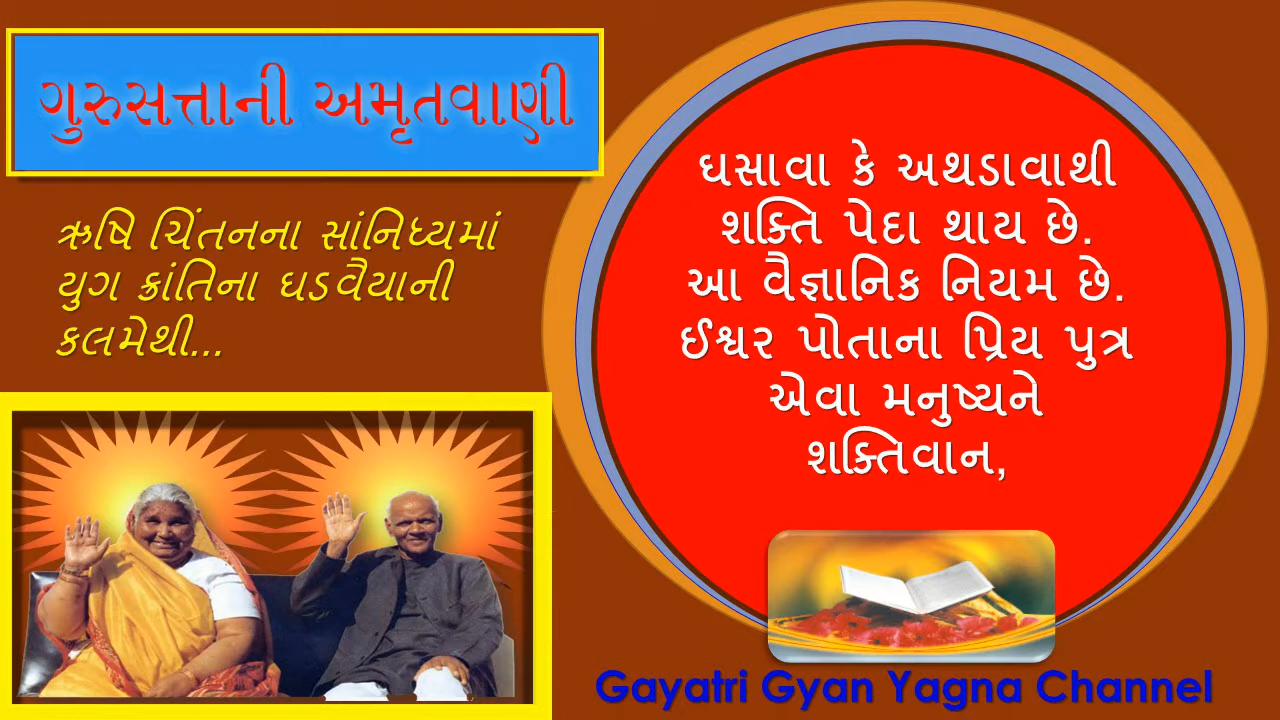 ગુરુસત્તાની અમૃતવાણી
ઋષિ ચિંતનના સાંનિધ્યમાં
યુગ ક્રાંતિના ઘડવૈયાની
કલમેથી...
ઘસાવા કે અથડાવાથી
શક્તિ પેદા થાય છે.
આ વૈજ્ઞાનિક નિયમ છે.
ઈશ્વર પોતાના પ્રિય પુત્ર
એવા મનુષ્યને
શક્તિવાન,
Gayatri Gyan Yagna Channel